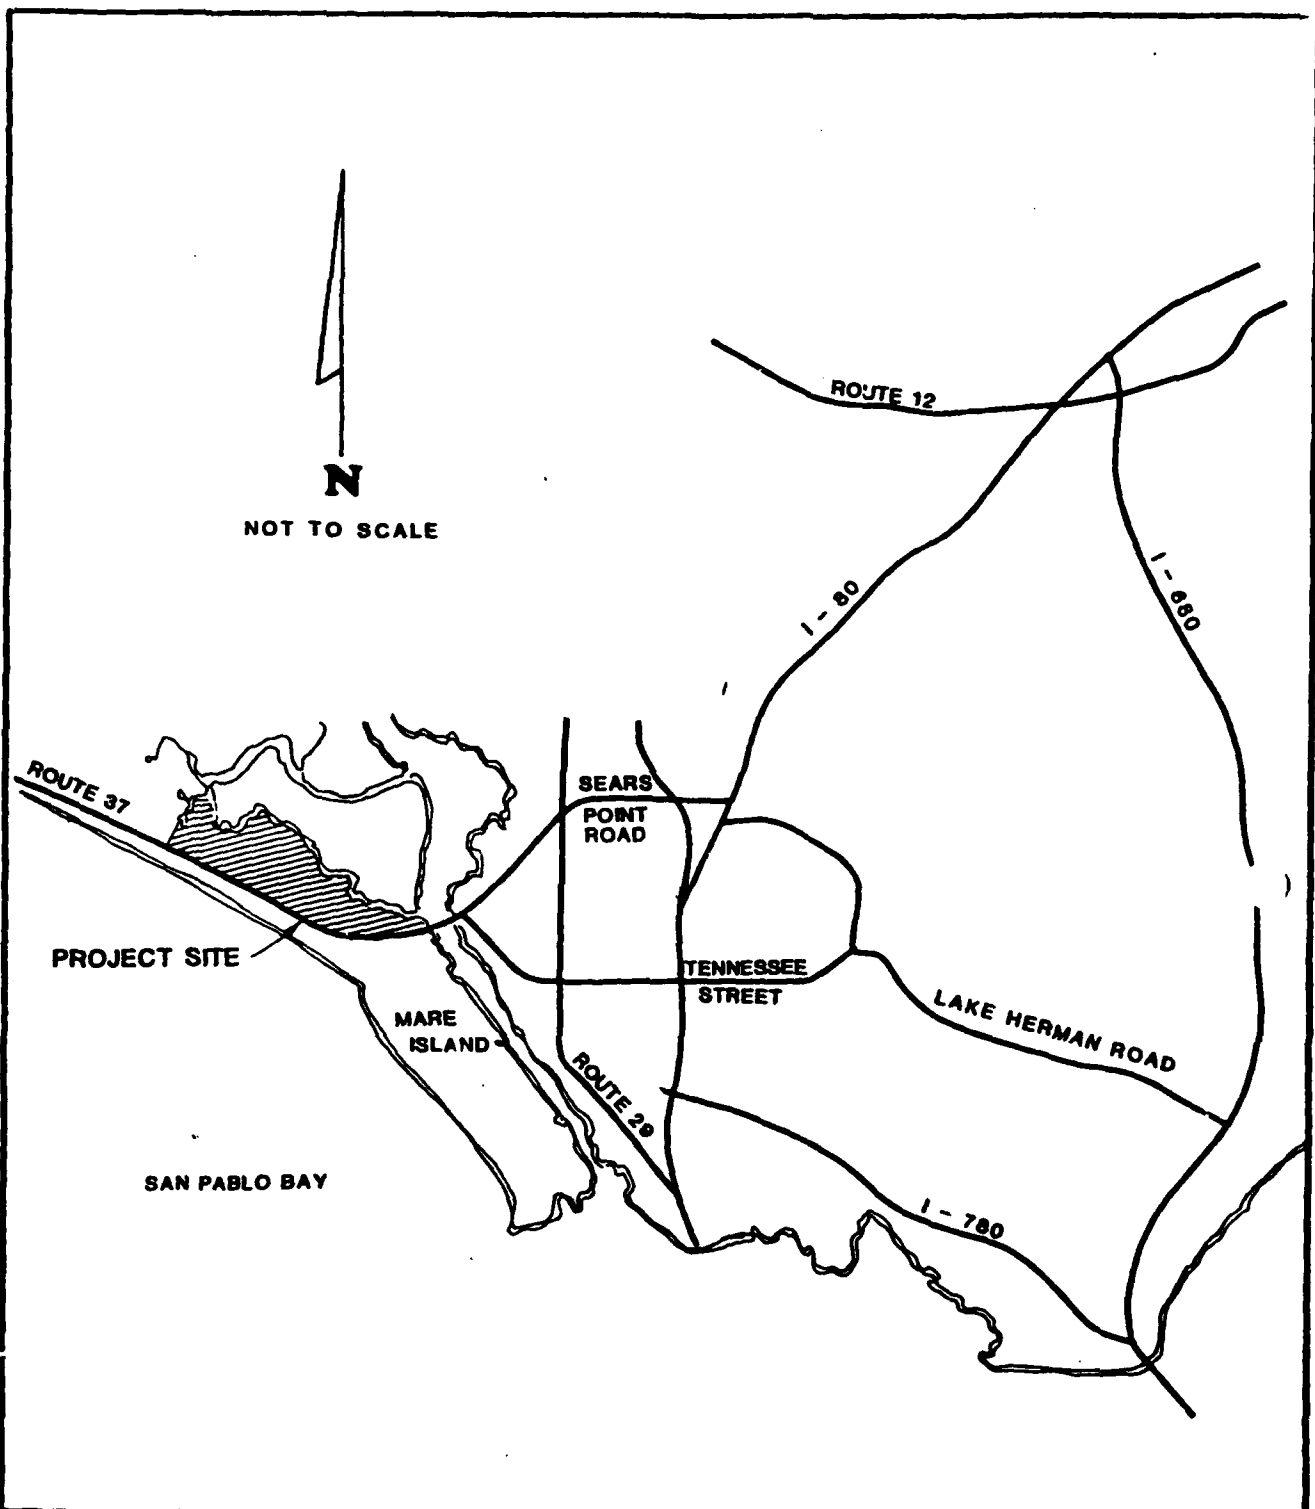 N
NOT TO SCALE
ROUTE 12
I - 80
I - 680
ROUTE 37
SEARS
POINT
ROAD
PROJECT SITE
TENNESSEE
STREET
MARE
ISLAND
LAKE HERMAN ROAD
ROUTE 29
SAN PABLO BAY
I - 780